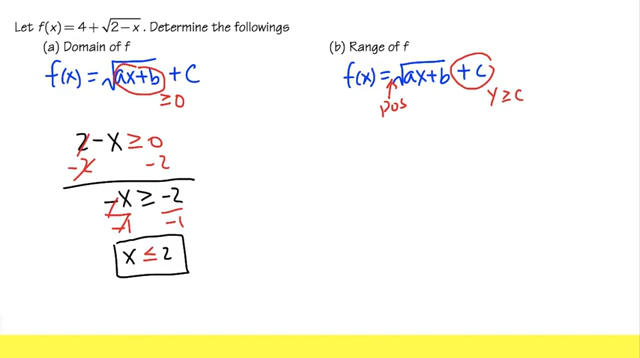 Let f(x) = 4 + √(2 − x). Determine the followings
(a) Domain of f
f(x) = √(ax+b) + C
≥ 0
2 − x ≥ 0
−2 −2
−x ≥ −2
−1 −1
x ≤ 2
(b) Range of f
f(x) = √(ax+b) + C
pos
y ≥ C